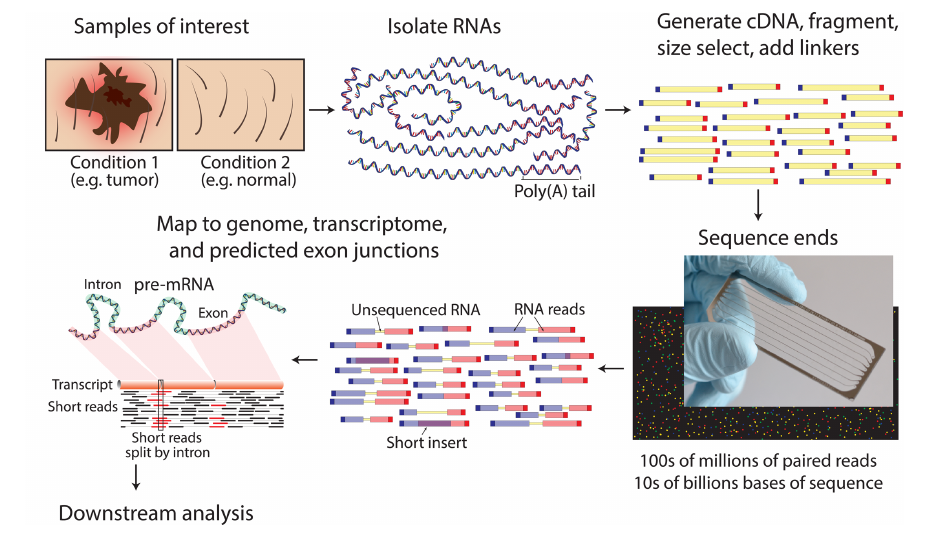 Samples of interest
Isolate RNAs
Generate cDNA, fragment,
size select, add linkers
Condition 1
(e.g. tumor)
Condition 2
(e.g. normal)
Poly(A) tail
Sequence ends
100s of millions of paired reads
10s of billions bases of sequence
Unsequenced RNA
RNA reads
Short insert
Map to genome, transcriptome,
and predicted exon junctions
Intron
pre-mRNA
Exon
Transcript
Short reads
Short reads
split by intron
Downstream analysis